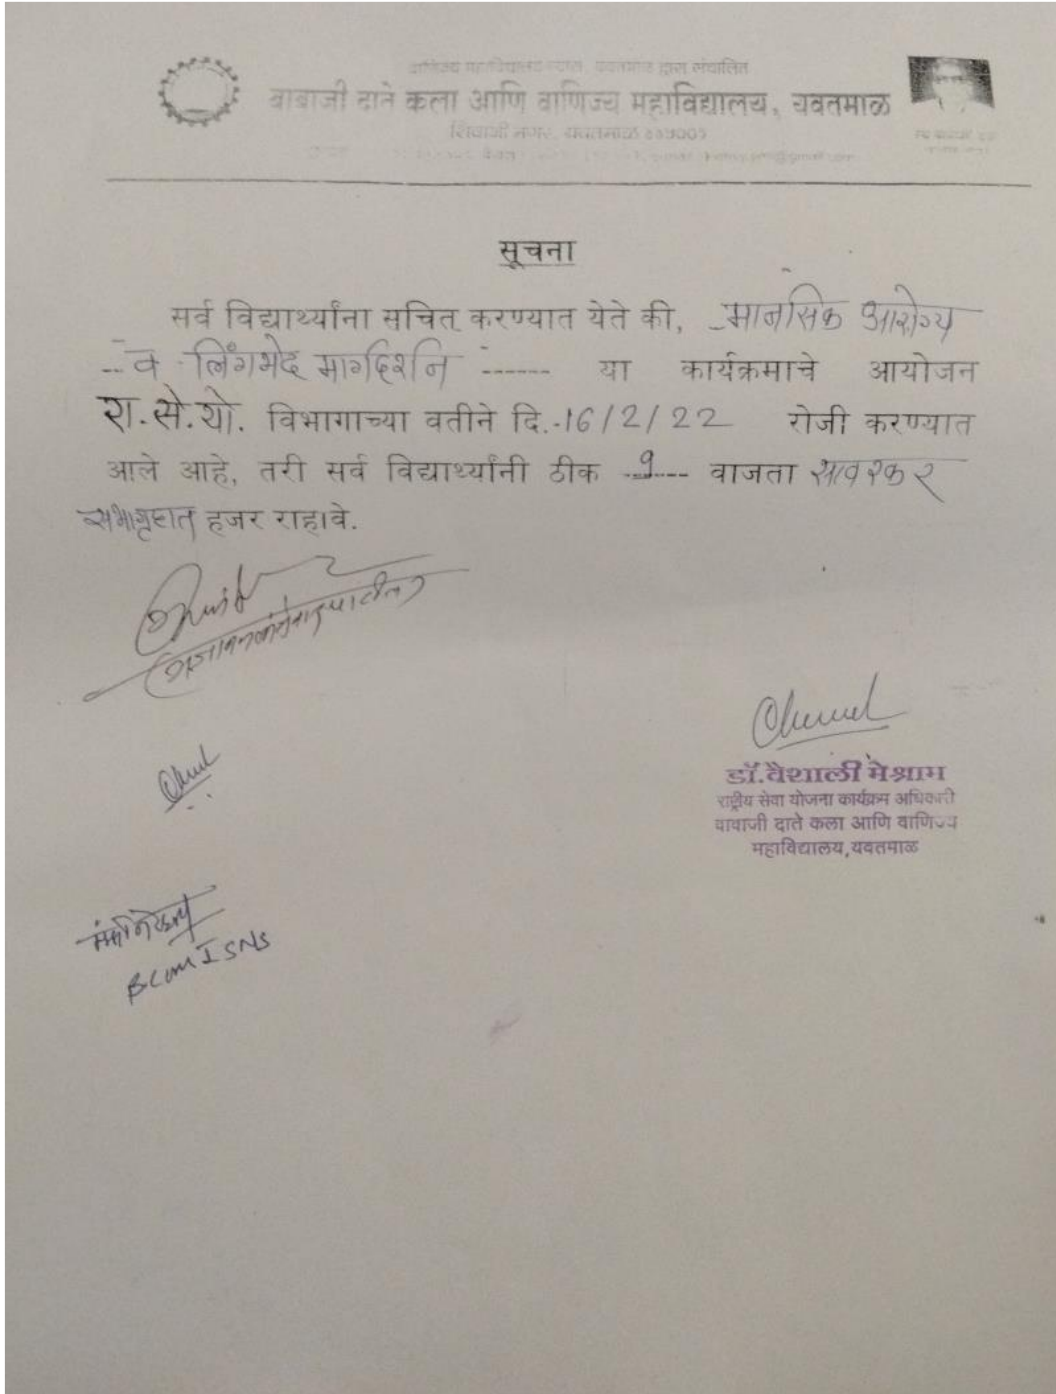 बाबाजी दाते कला आणि वाणिज्य महाविद्यालय, यवतमाळ
शिवाजी नगर, यवतमाळ
सूचना
सर्व विद्यार्थ्यांना सचित करण्यात येते की, मानसिक आरोग्य
व लिंगभेद मार्गदर्शन ------ या कार्यक्रमाचे आयोजन
रा.से.यो. विभागाच्या वतीने दि.-16/2/22 रोजी करण्यात
आले आहे, तरी सर्व विद्यार्थ्यांनी ठीक --9--- वाजता सावरकर
सभागृहात हजर राहावे.
डॉ.वैशाली मेश्राम
राष्ट्रीय सेवा योजना कार्यक्रम अधिकारी
बाबाजी दाते कला आणि वाणिज्य
महाविद्यालय,यवतमाळ
BCom I SNS